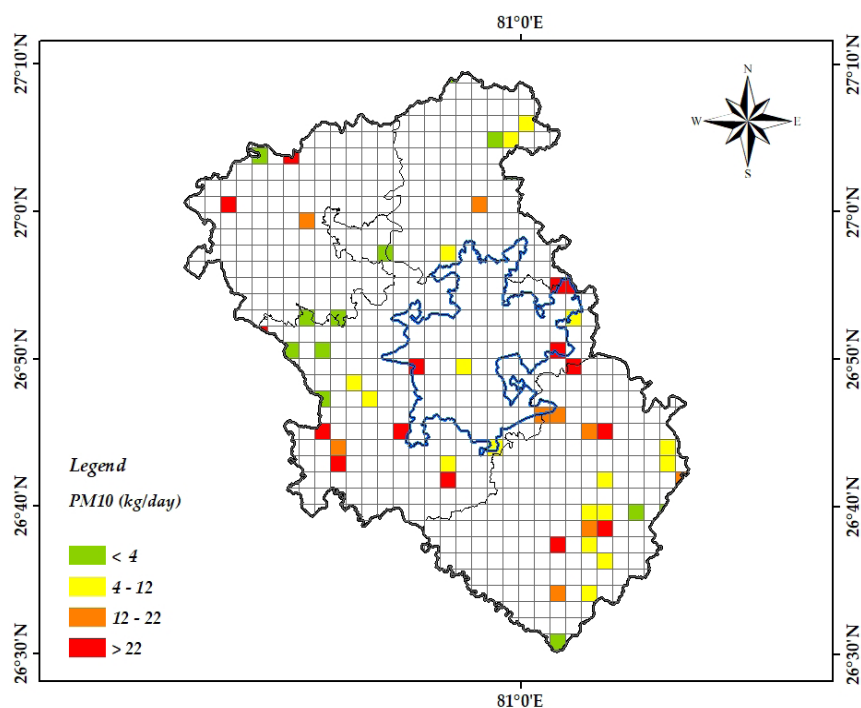 81°0'E
27°10'N
27°10'N
N
W
E
S
27°0'N
27°0'N
26°50'N
26°50'N
Legend
PM10 (kg/day)
26°40'N
26°40'N
< 4
4 - 12
12 - 22
> 22
26°30'N
26°30'N
81°0'E